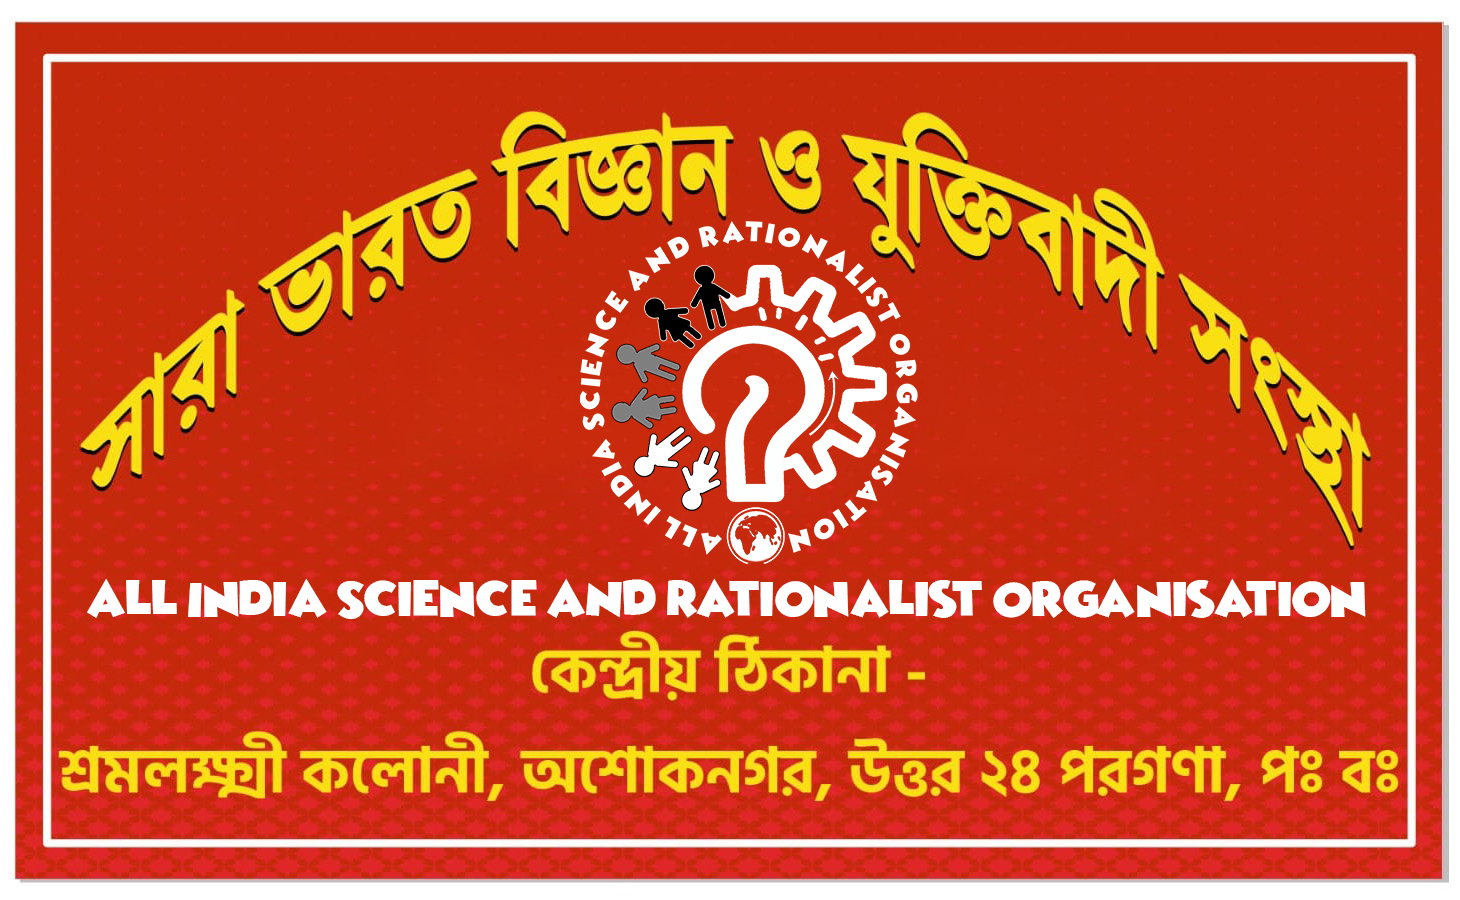 সারা ভারত বিজ্ঞান ও যুক্তিবাদী সংস্থা
ALL INDIA SCIENCE AND RATIONALIST ORGANISATION
ALL INDIA SCIENCE AND RATIONALIST ORGANISATION
কেন্দ্রীয় ঠিকানা -
শ্রমলক্ষ্মী কলোনী, অশোকনগর, উত্তর ২৪ পরগণা, পঃ বঃ